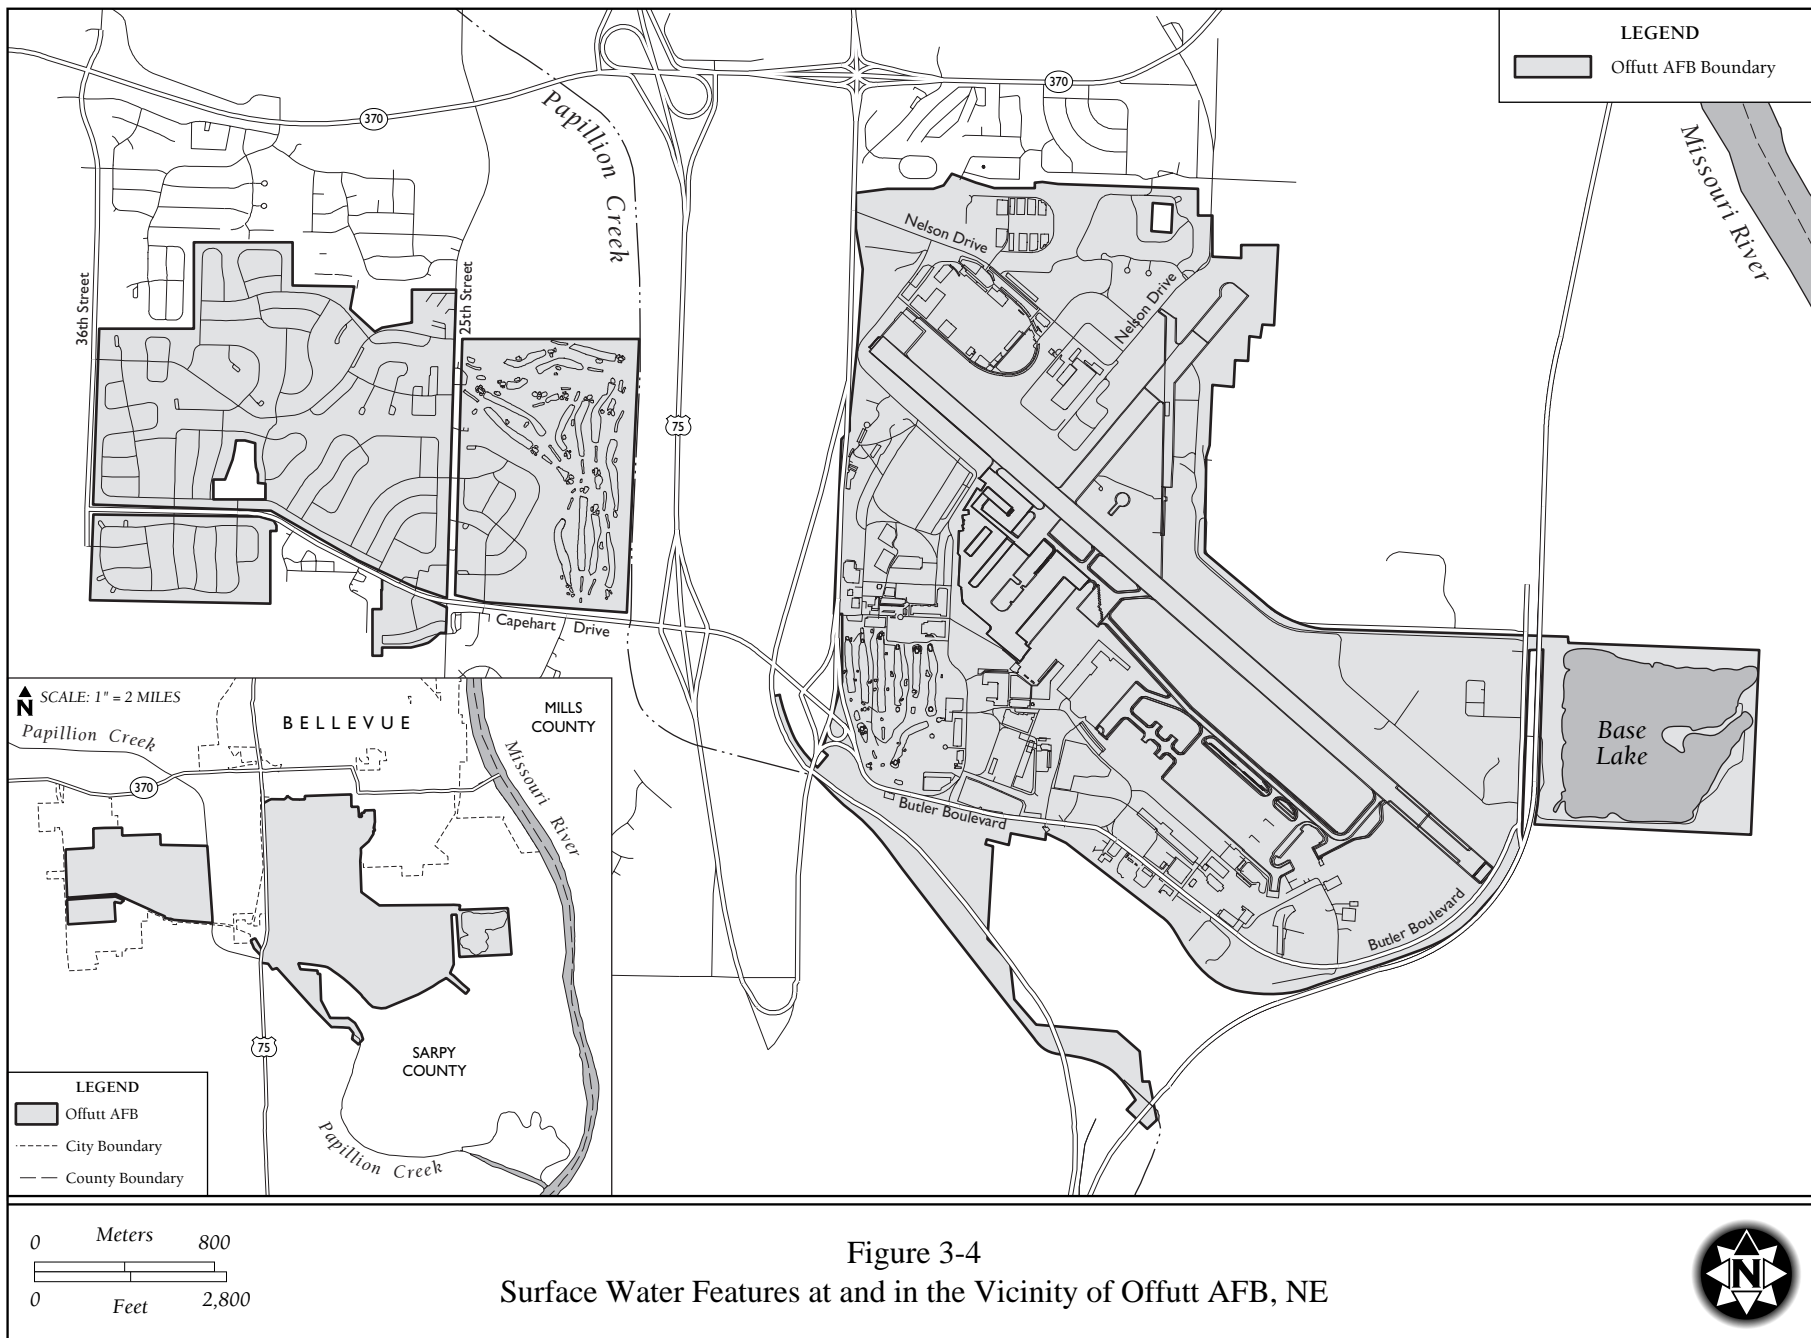 LEGEND
Offutt AFB Boundary
370
370
Papillion Creek
Missouri River
Nelson Drive
Nelson Drive
36th Street
25th Street
75
Capehart Drive
Base
Lake
Butler Boulevard
Butler Boulevard
N
SCALE: 1" = 2 MILES
Papillion Creek
BELLEVUE
MILLS
COUNTY
Missouri River
370
75
SARPY
COUNTY
Papillion Creek
LEGEND
Offutt AFB
City Boundary
County Boundary
0 Meters 800
0 Feet 2,800
Figure 3-4
Surface Water Features at and in the Vicinity of Offutt AFB, NE
N